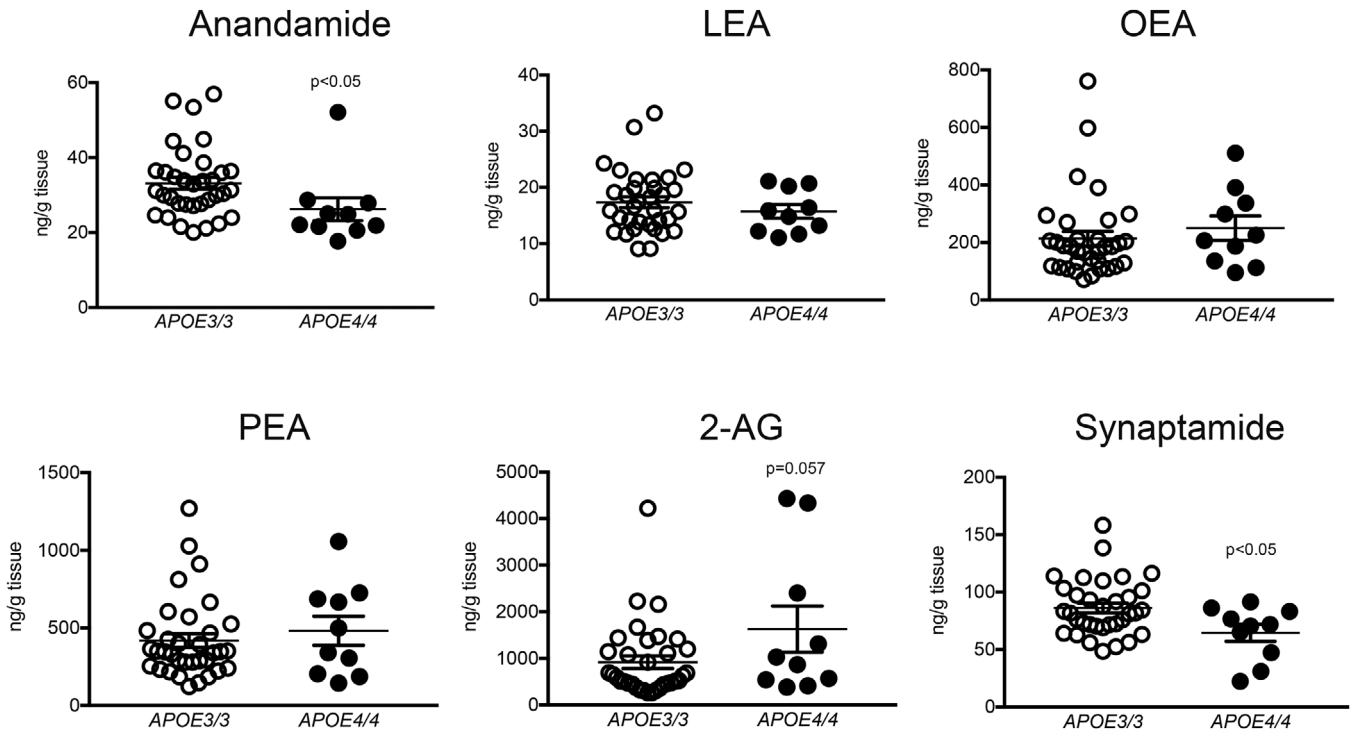 Anandamide
LEA
OEA
60
40
20
0
ng/g tissue
p<0.05
APOE3/3
APOE4/4
40
30
20
10
0
ng/g tissue
APOE3/3
APOE4/4
800
600
400
200
0
ng/g tissue
APOE3/3
APOE4/4
PEA
2-AG
Synaptamide
1500
1000
500
0
ng/g tissue
APOE3/3
APOE4/4
5000
4000
3000
2000
1000
0
ng/g tissue
p=0.057
APOE3/3
APOE4/4
200
150
100
50
0
ng/g tissue
p<0.05
APOE3/3
APOE4/4